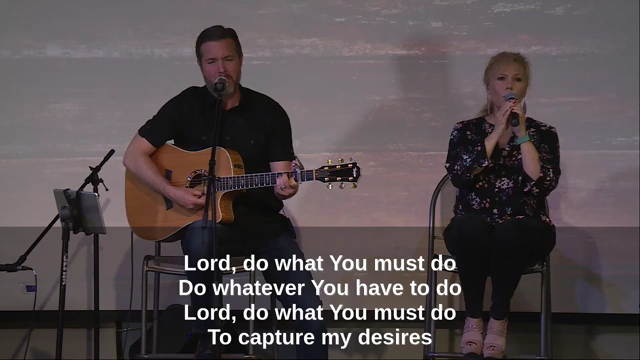 Lord, do what You must do
Do whatever You have to do
Lord, do what You must do
To capture my desires